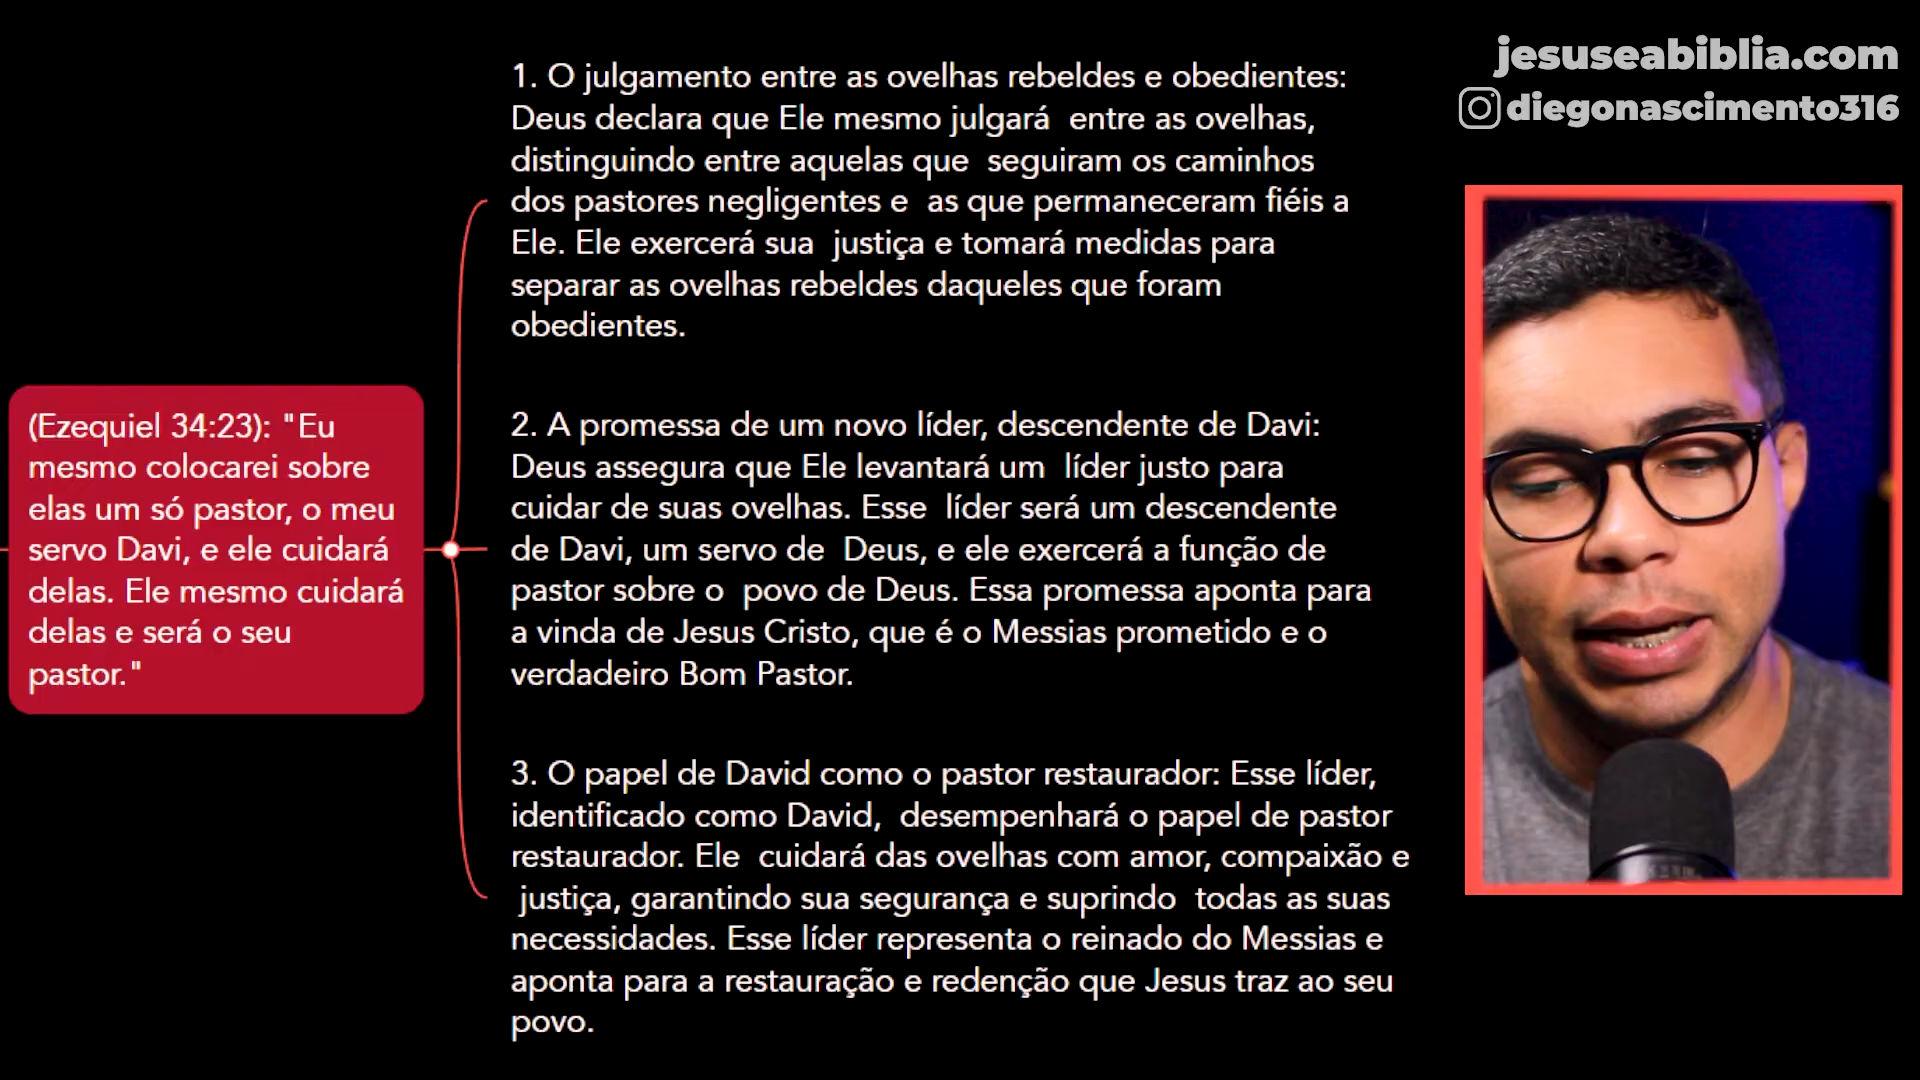 jesuseabiblia.com
diegonascimento316
(Ezequiel 34:23): "Eu
mesmo colocarei sobre
elas um só pastor, o meu
servo Davi, e ele cuidará
delas. Ele mesmo cuidará
delas e será o seu
pastor."
1. O julgamento entre as ovelhas rebeldes e obedientes:
Deus declara que Ele mesmo julgará entre as ovelhas,
distinguindo entre aquelas que seguiram os caminhos
dos pastores negligentes e as que permaneceram fiéis a
Ele. Ele exercerá sua justiça e tomará medidas para
separar as ovelhas rebeldes daqueles que foram
obedientes.
2. A promessa de um novo líder, descendente de Davi:
Deus assegura que Ele levantará um líder justo para
cuidar de suas ovelhas. Esse líder será um descendente
de Davi, um servo de Deus, e ele exercerá a função de
pastor sobre o povo de Deus. Essa promessa aponta para
a vinda de Jesus Cristo, que é o Messias prometido e o
verdadeiro Bom Pastor.
3. O papel de David como o pastor restaurador: Esse líder,
identificado como David, desempenhará o papel de pastor
restaurador. Ele cuidará das ovelhas com amor, compaixão e
justiça, garantindo sua segurança e suprindo todas as suas
necessidades. Esse líder representa o reinado do Messias e
aponta para a restauração e redenção que Jesus traz ao seu
povo.